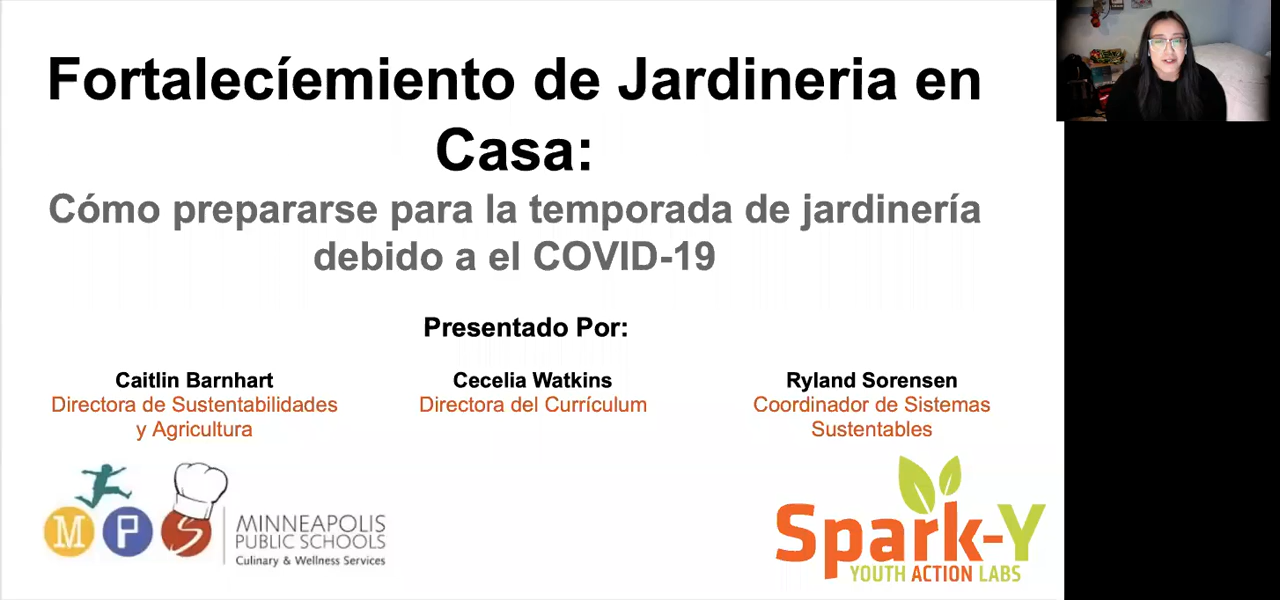 Fortalecíemiento de Jardineria en
Casa:
Cómo prepararse para la temporada de jardinería
debido a el COVID-19
Presentado Por:
Caitlin Barnhart
Directora de Sustentabilidades
y Agricultura
Cecelia Watkins
Directora del Currículum
Ryland Sorensen
Coordinador de Sistemas
Sustentables
M P S
MINNEAPOLIS
PUBLIC SCHOOLS
Culinary & Wellness Services
Spark-Y
YOUTH ACTION LABS